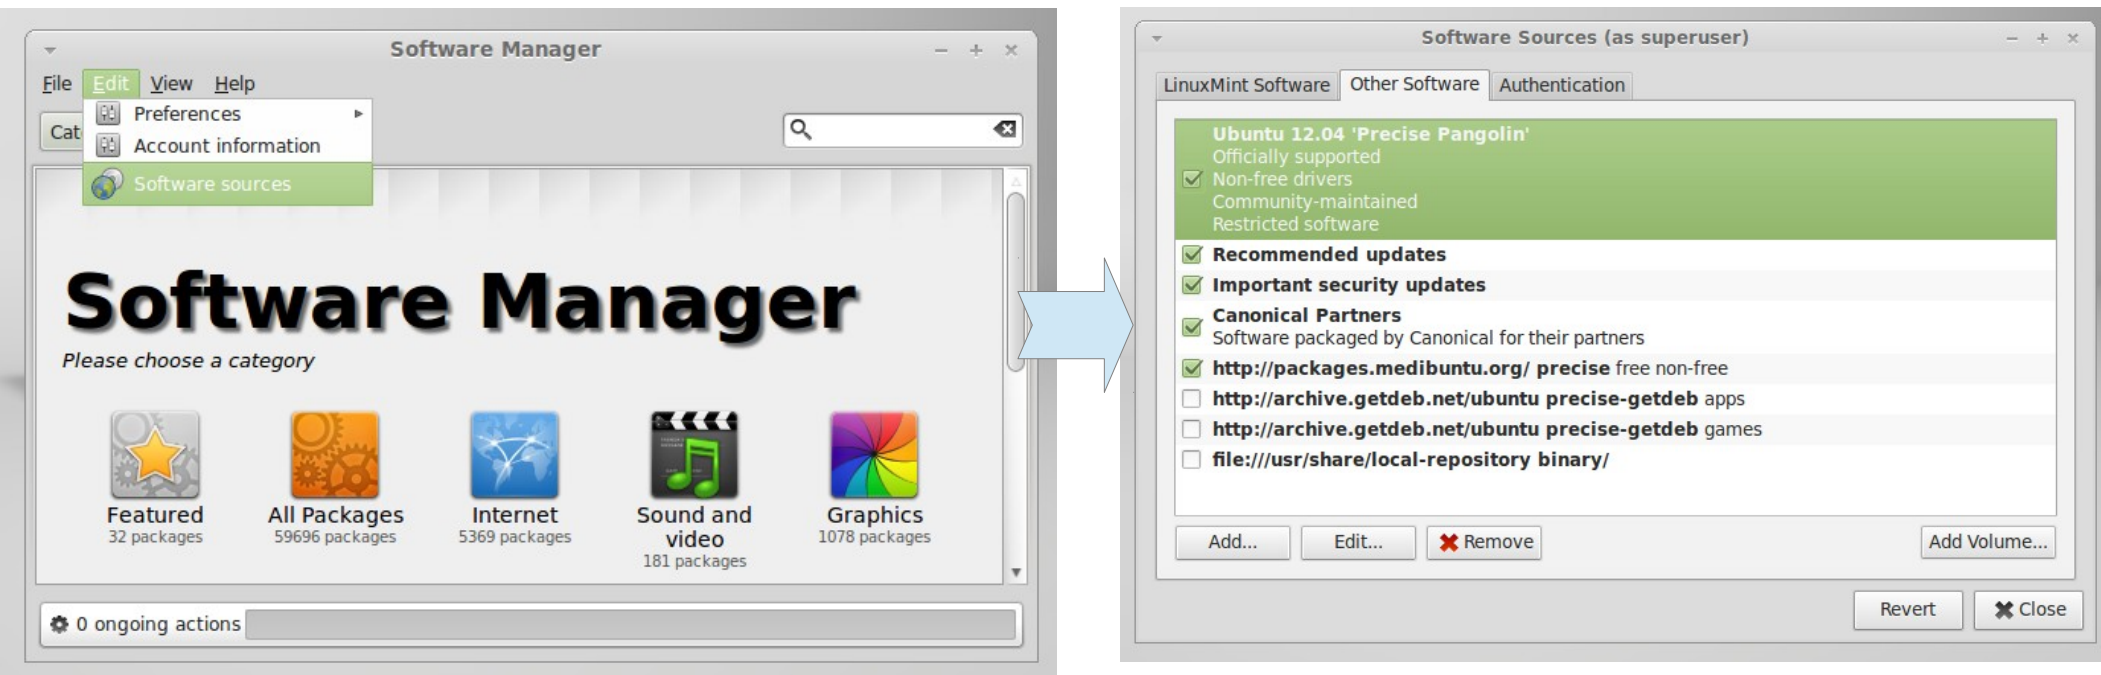 Software Manager
File Edit View Help
Preferences
Cat
Account information
Software sources
Software Manager
Please choose a category
Featured
32 packages
All Packages
59696 packages
Internet
5369 packages
Sound and
video
181 packages
Graphics
1078 packages
0 ongoing actions
Software Sources (as superuser)
LinuxMint Software Other Software Authentication
Ubuntu 12.04 'Precise Pangolin'
Officially supported
Non-free drivers
Community-maintained
Restricted software
Recommended updates
Important security updates
Canonical Partners
Software packaged by Canonical for their partners
http://packages.medibuntu.org/ precise free non-free
http://archive.getdeb.net/ubuntu precise-getdeb apps
http://archive.getdeb.net/ubuntu precise-getdeb games
file:///usr/share/local-repository binary/
Add... Edit... Remove Add Volume...
Revert Close